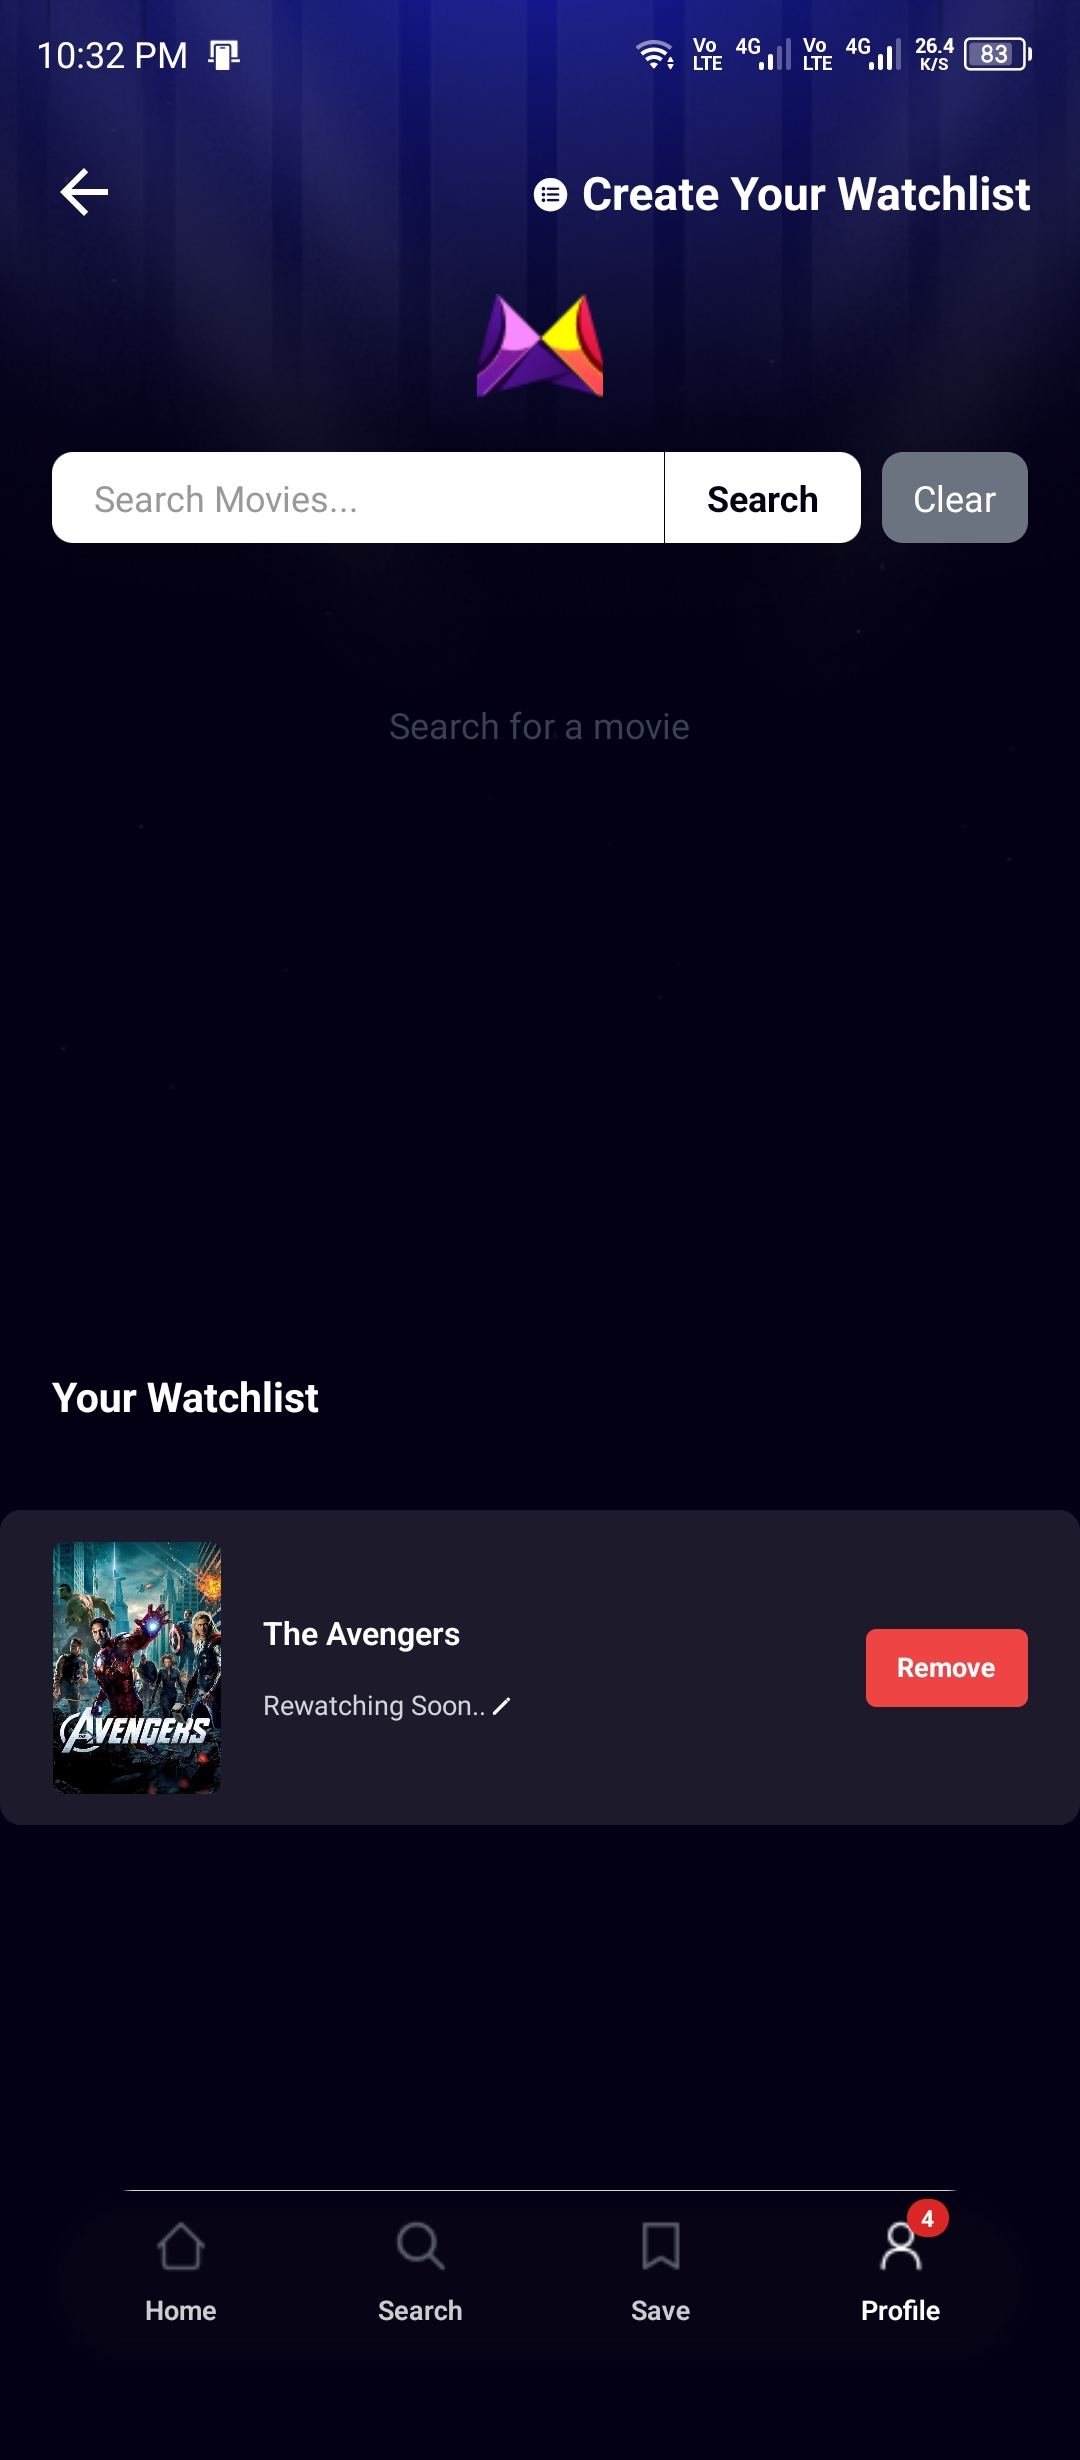 10:32 PM
Vo LTE 4G Vo LTE 4G 26.4 K/S 83
Create Your Watchlist
Search Movies...
Search
Clear
Search for a movie
Your Watchlist
The Avengers
Rewatching Soon..
Remove
AVENGERS
4
Home
Search
Save
Profile